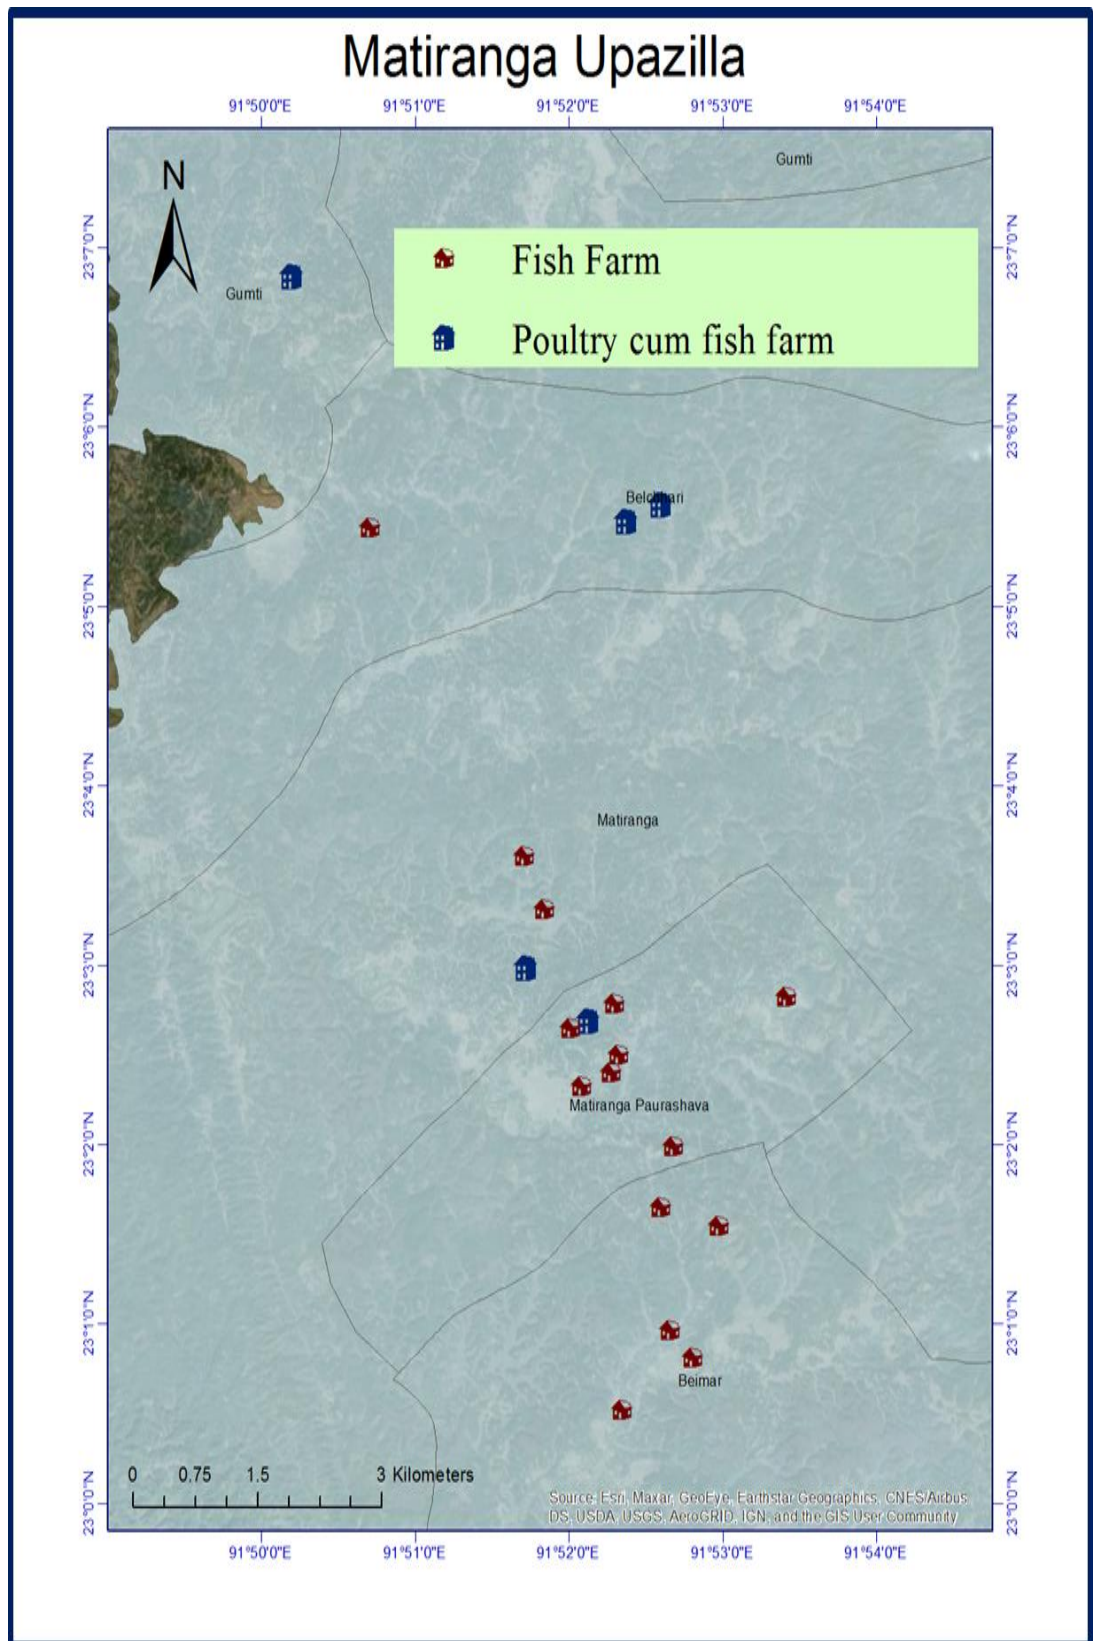 Matiranga Upazilla
91°50'0"E 91°51'0"E 91°52'0"E 91°53'0"E 91°54'0"E
Gumti
N
23°7'0"N 23°7'0"N
Fish Farm
Gumti
Poultry cum fish farm
23°6'0"N 23°6'0"N
Belchhari
23°5'0"N 23°5'0"N
23°4'0"N 23°4'0"N
Matiranga
23°3'0"N 23°3'0"N
Matiranga Paurashava
23°2'0"N 23°2'0"N
23°1'0"N 23°1'0"N
Beimar
0 0.75 1.5 3 Kilometers
23°0'0"N 23°0'0"N
Source: Esri, Maxar, GeoEye, Earthstar Geographics, CNES/Airbus
DS, USDA, USGS, AeroGRID, IGN, and the GIS User Community
91°50'0"E 91°51'0"E 91°52'0"E 91°53'0"E 91°54'0"E